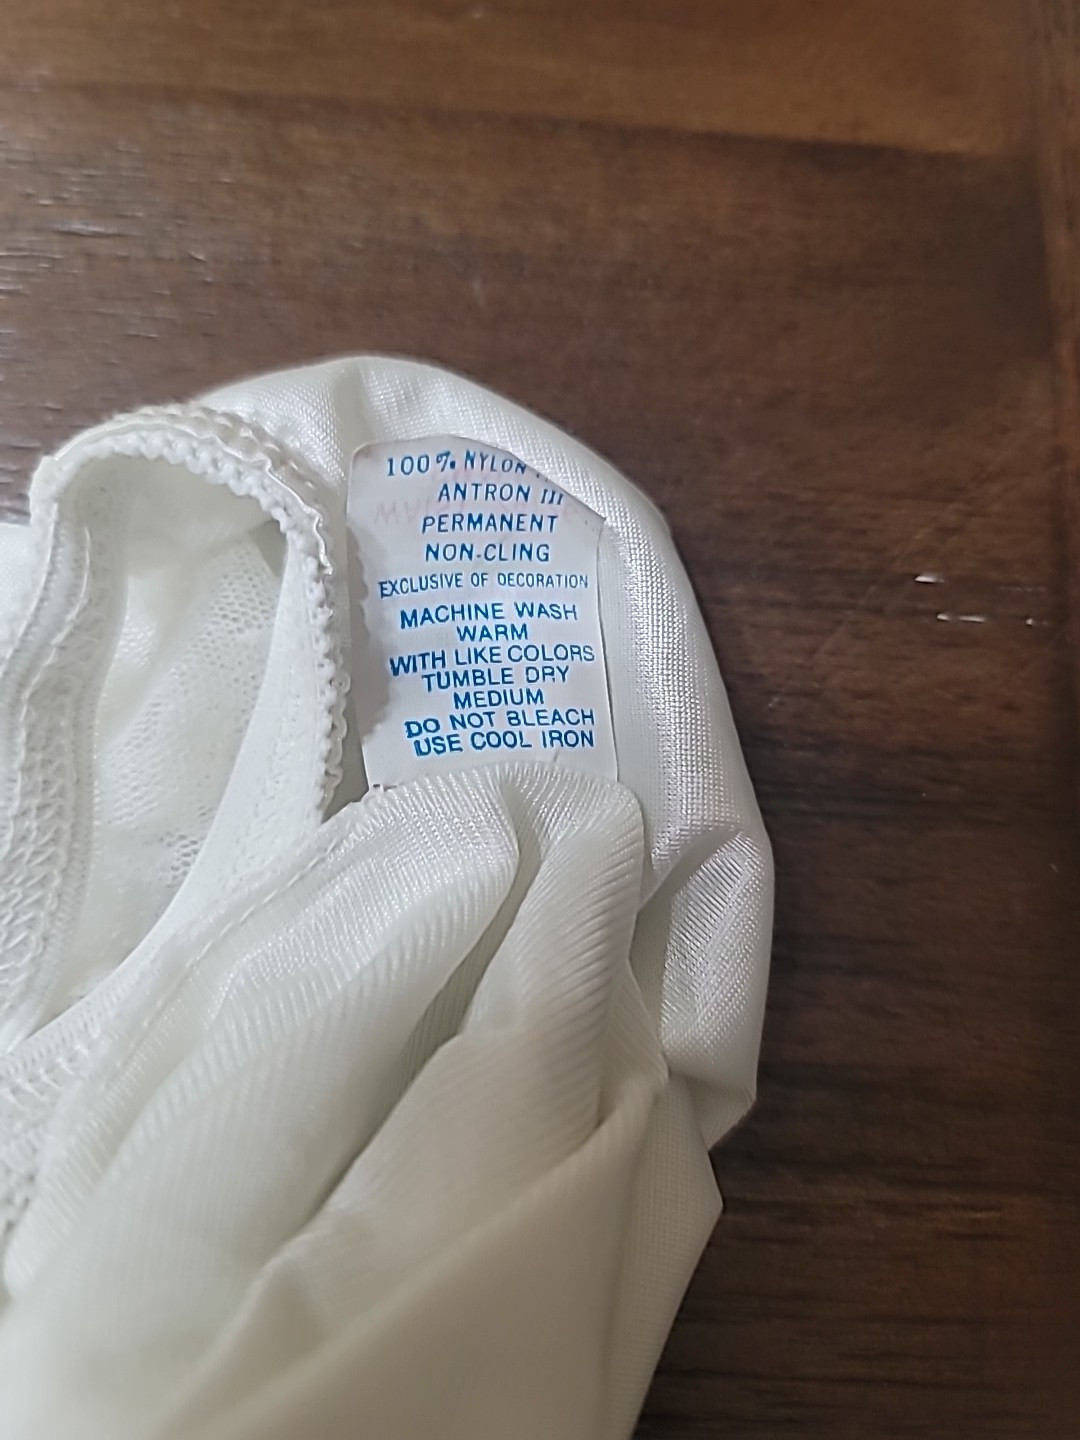 100% NYLON
ANTRON III
PERMANENT
NON-CLING
EXCLUSIVE OF DECORATION
MACHINE WASH
WARM
WITH LIKE COLORS
TUMBLE DRY
MEDIUM
DO NOT BLEACH
USE COOL IRON